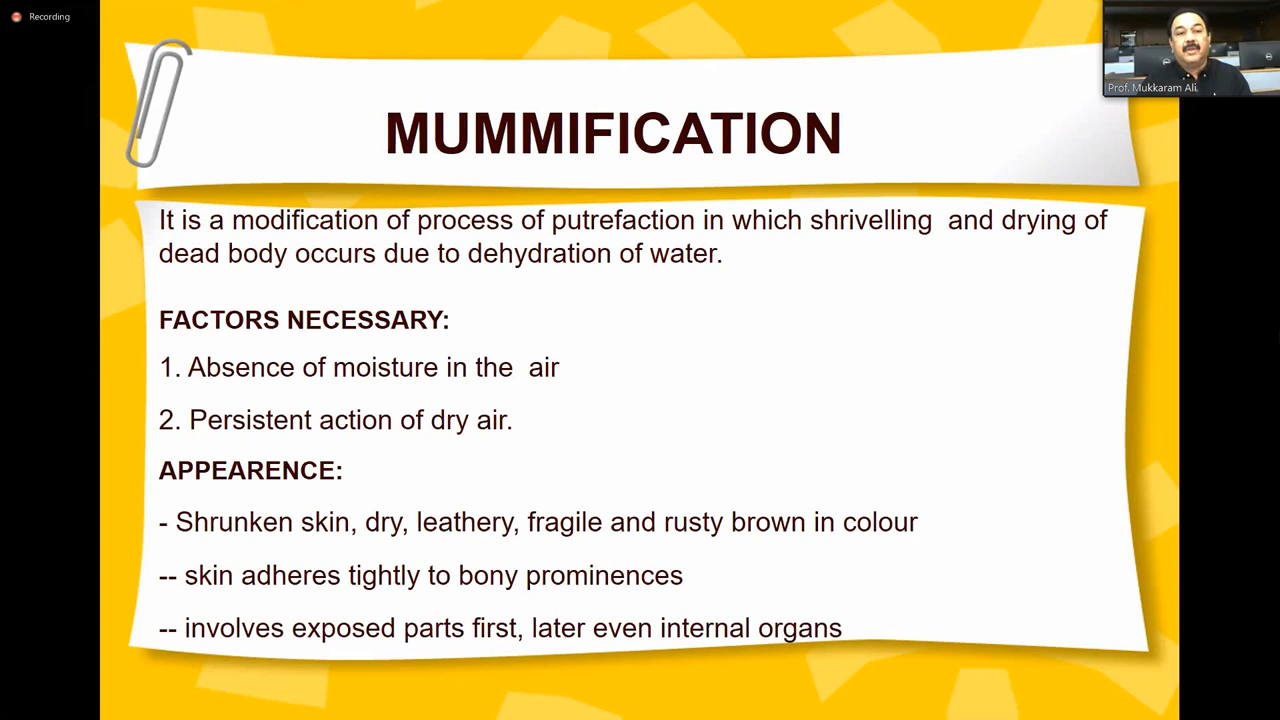 Recording
Prof. Mukkaram Ali
MUMMIFICATION
It is a modification of process of putrefaction in which shrivelling and drying of
dead body occurs due to dehydration of water.
FACTORS NECESSARY:
1. Absence of moisture in the air
2. Persistent action of dry air.
APPEARENCE:
- Shrunken skin, dry, leathery, fragile and rusty brown in colour
-- skin adheres tightly to bony prominences
-- involves exposed parts first, later even internal organs